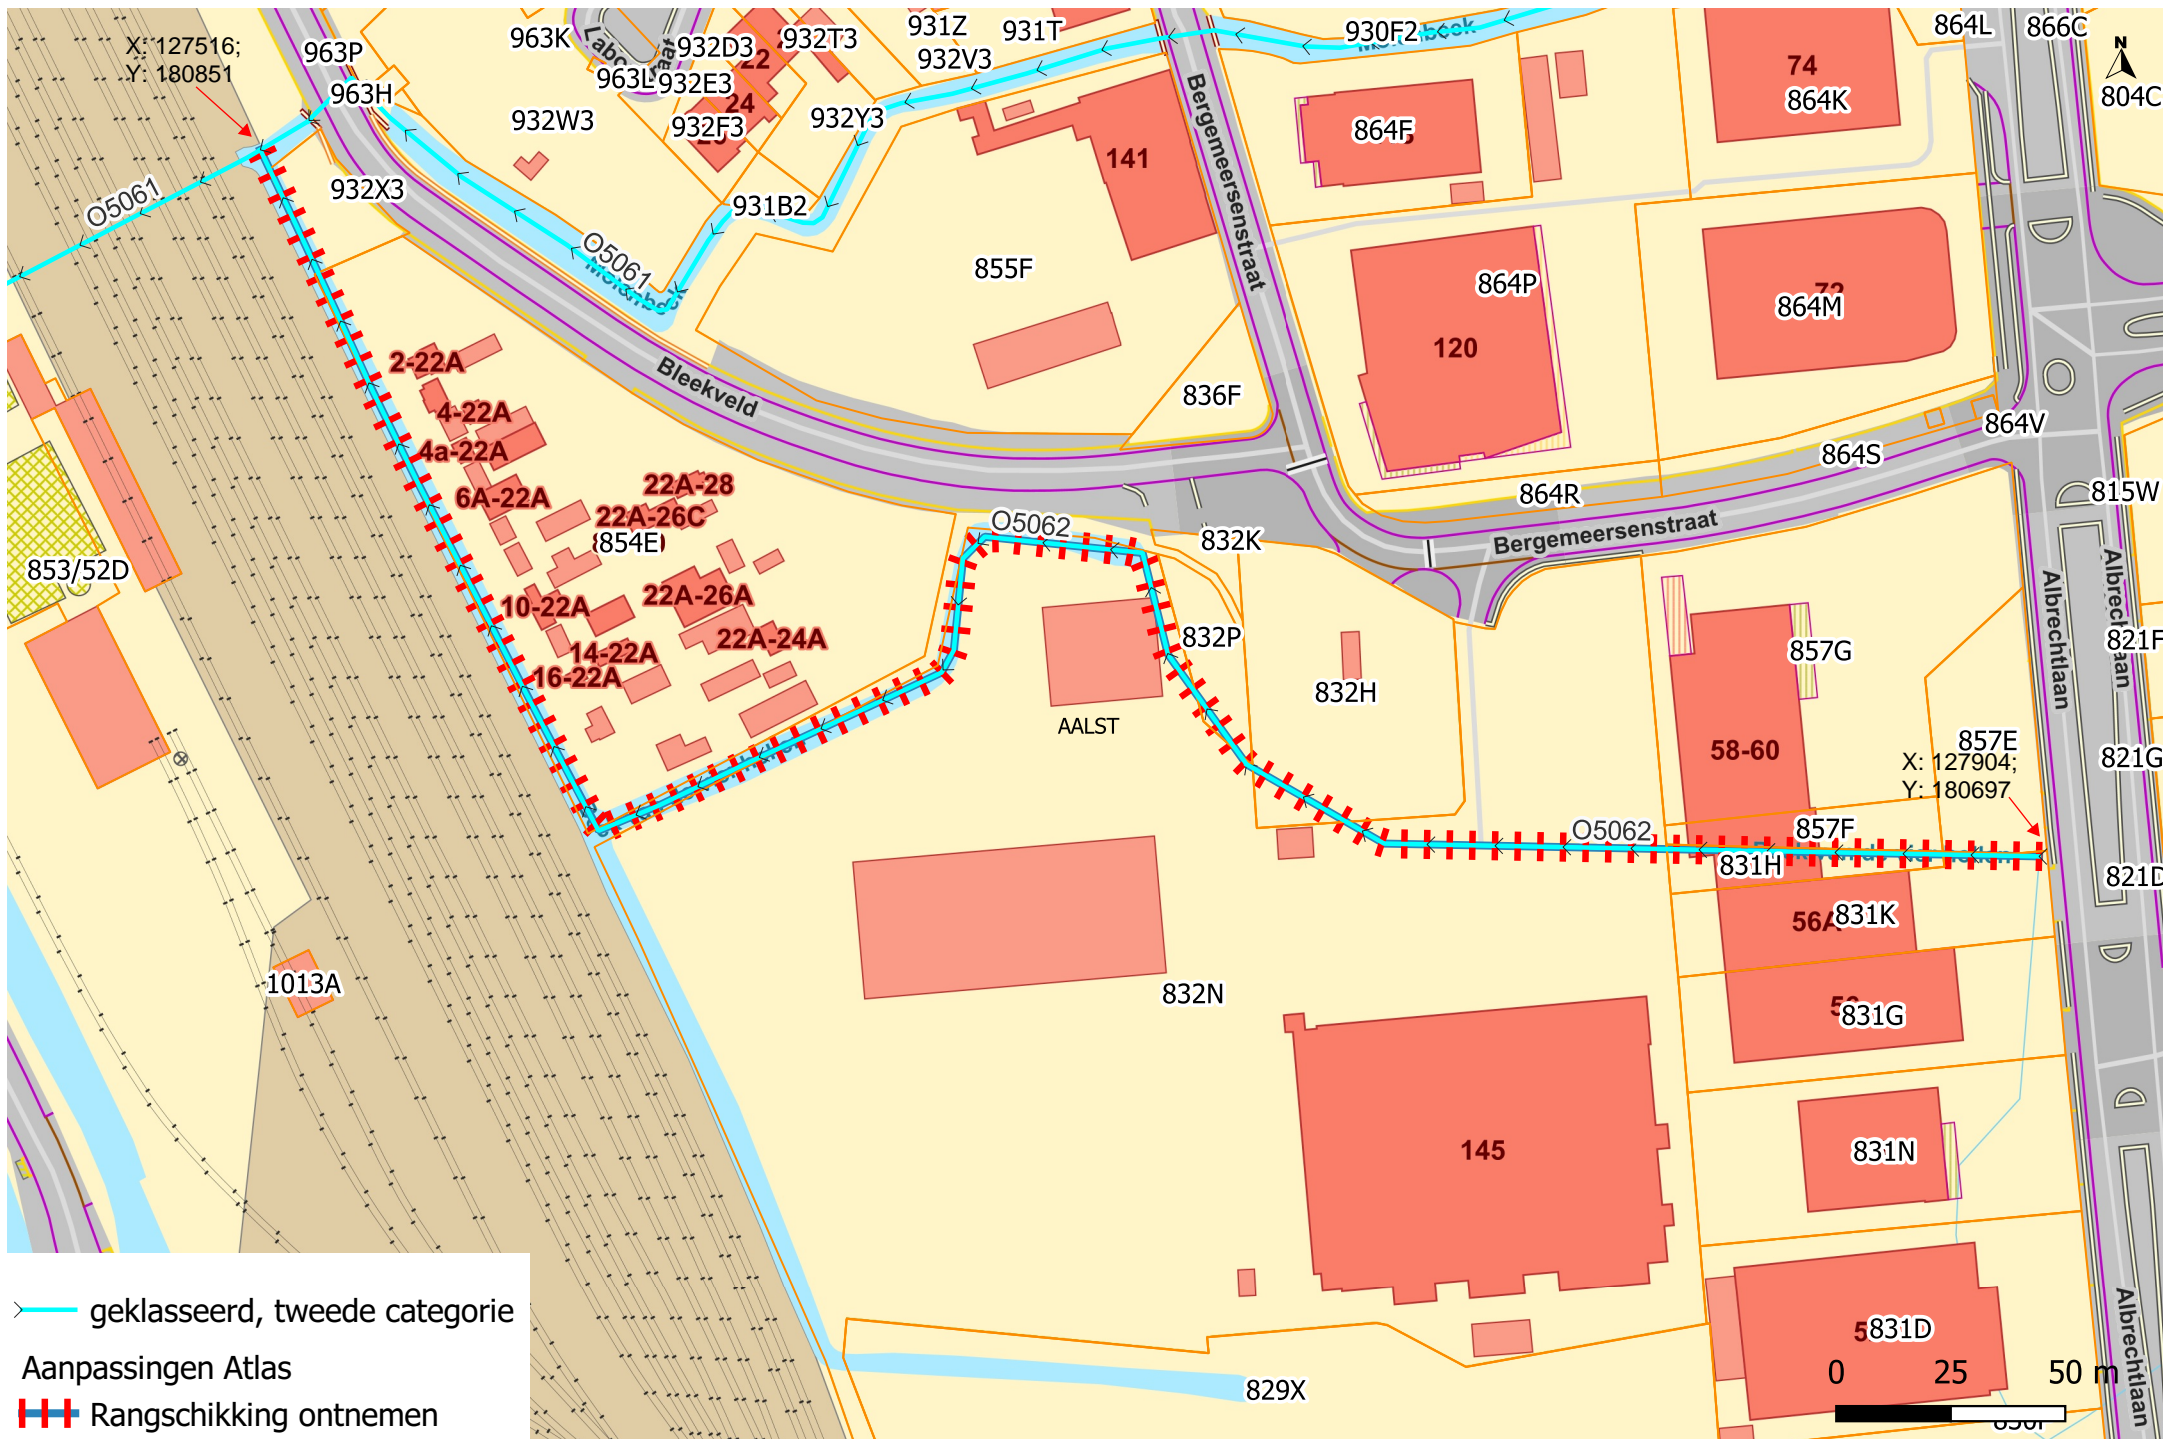 X: 127516;
Y: 180851
963P
963H
963K
963L
932D3
22
932T3
932E3
24
932F3
932W3
932X3
931Z
931T
932V3
932Y3
931B2
930F2
864L
866C
N
804C
74
864K
864F
141
Bergemeersenstraat
855F
864P
120
72
864M
836F
O5061
O5061
Bleekveld
864V
864S
864R
815W
Bergemeersenstraat
2-22A
4-22A
4a-22A
6A-22A
22A-28
22A-26C
854E
10-22A
22A-26A
14-22A
22A-24A
16-22A
853/52D
O5062
832K
832P
832H
AALST
857G
58-60
857E
X: 127904;
Y: 180697
Albrechtlaan
Albrechtlaan
821F
821G
821D
O5062
857F
831H
56A
831K
831G
1013A
832N
145
831N
831D
829X
Albrechtlaan
0 25 50 m
geklasseerd, tweede categorie
Aanpassingen Atlas
Rangschikking ontnemen